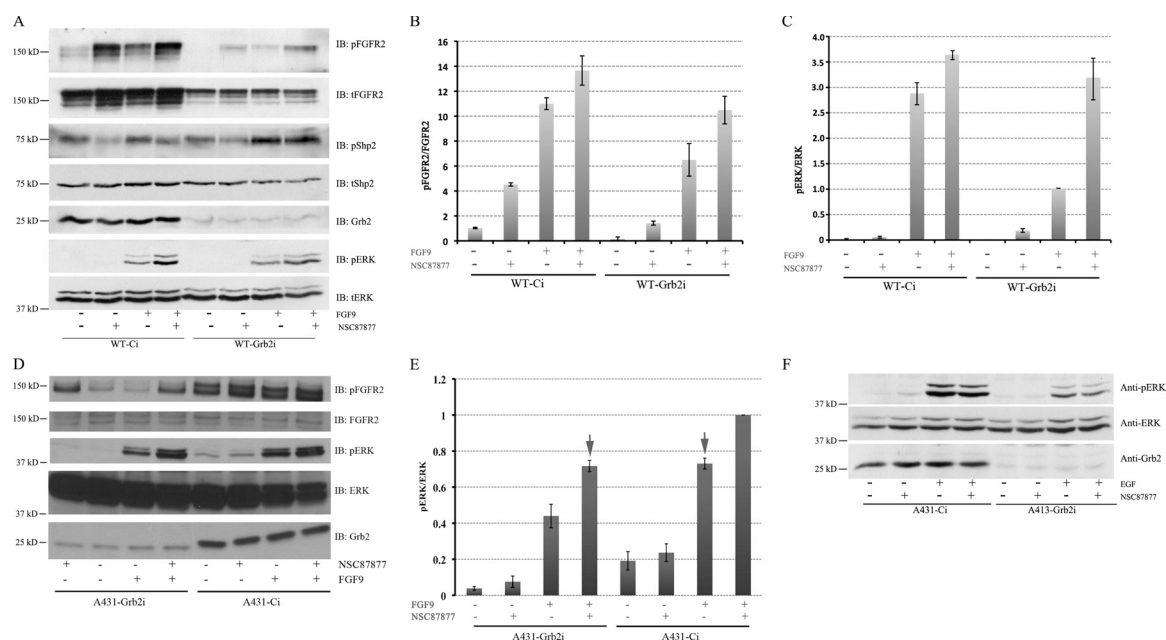 A
150 kD
IB: pFGFR2
150 kD
IB: tFGFR2
75 kD
IB: pShp2
75 kD
IB: tShp2
25 kD
IB: Grb2
IB: pERK
37 kD
IB: tERK
- - + + - - + + FGF9
- + - + - + - + NSC87877
WT-Ci WT-Grb2i
B
pFGFR2/FGFR2
16
14
12
10
8
6
4
2
0
FGF9 - - + + - - + +
NSC87877 - + - + - + - +
WT-Ci WT-Grb2i
C
pERK/ERK
4.0
3.5
3.0
2.5
2.0
1.5
1.0
0.5
0.0
FGF9 - - + + - - + +
NSC87877 - + - + - + - +
WT-Ci WT-Grb2i
D
150 kD
IB: pFGFR2
IB: FGFR2
IB: pERK
37 kD
IB: ERK
37 kD
25 kD
IB: Grb2
+ - - + - + - + NSC87877
- - + + - - + + FGF9
A431-Grb2i A431-Ci
E
pERK/ERK
1.2
1
0.8
0.6
0.4
0.2
0
FGF9 - - + + - - + +
NSC87877 - + - + - + - +
A431-Grb2i A431-Ci
F
Anti-pERK
37 kD
Anti-ERK
37 kD
Anti-Grb2
25 kD
- - + + - - + + EGF
- + - + - + - + NSC87877
A431-Ci A413-Grb2i